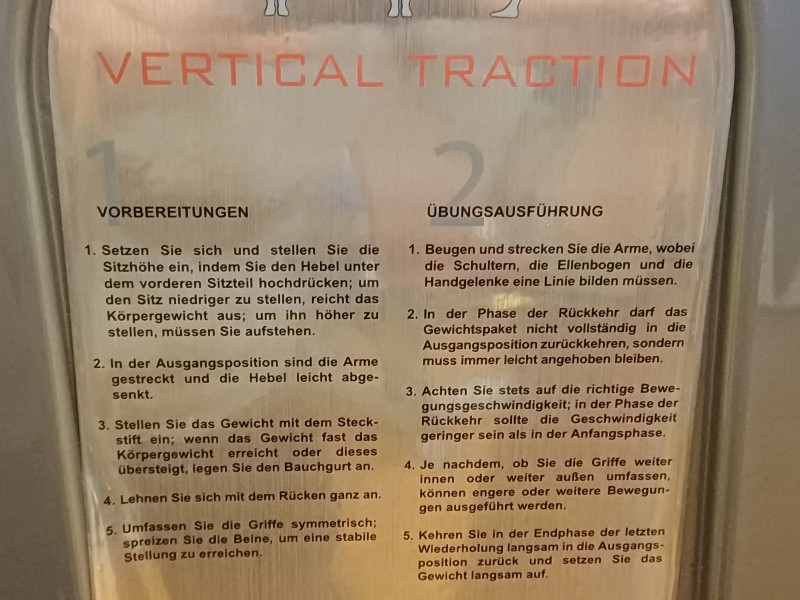 VERTICAL TRACTION
1
VORBEREITUNGEN
1. Setzen Sie sich und stellen Sie die
Sitzhöhe ein, indem Sie den Hebel unter
dem vorderen Sitzteil hochdrücken; um
den Sitz niedriger zu stellen, reicht das
Körpergewicht aus; um ihn höher zu
stellen, müssen Sie aufstehen.
2. In der Ausgangsposition sind die Arme
gestreckt und die Hebel leicht abge-
senkt.
3. Stellen Sie das Gewicht mit dem Steck-
stift ein; wenn das Gewicht fast das
Körpergewicht erreicht oder dieses
übersteigt, legen Sie den Bauchgurt an.
4. Lehnen Sie sich mit dem Rücken ganz an.
5. Umfassen Sie die Griffe symmetrisch;
spreizen Sie die Beine, um eine stabile
Stellung zu erreichen.
2
ÜBUNGSAUSFÜHRUNG
1. Beugen und strecken Sie die Arme, wobei
die Schultern, die Ellenbogen und die
Handgelenke eine Linie bilden müssen.
2. In der Phase der Rückkehr darf das
Gewichtspaket nicht vollständig in die
Ausgangsposition zurückkehren, sondern
muss immer leicht angehoben bleiben.
3. Achten Sie stets auf die richtige Bewe-
gungsgeschwindigkeit; in der Phase der
Rückkehr sollte die Geschwindigkeit
geringer sein als in der Anfangsphase.
4. Je nachdem, ob Sie die Griffe weiter
innen oder weiter außen umfassen,
können engere oder weitere Bewegun-
gen ausgeführt werden.
5. Kehren Sie in der Endphase der letzten
Wiederholung langsam in die Ausgangs-
position zurück und setzen Sie das
Gewicht langsam auf.